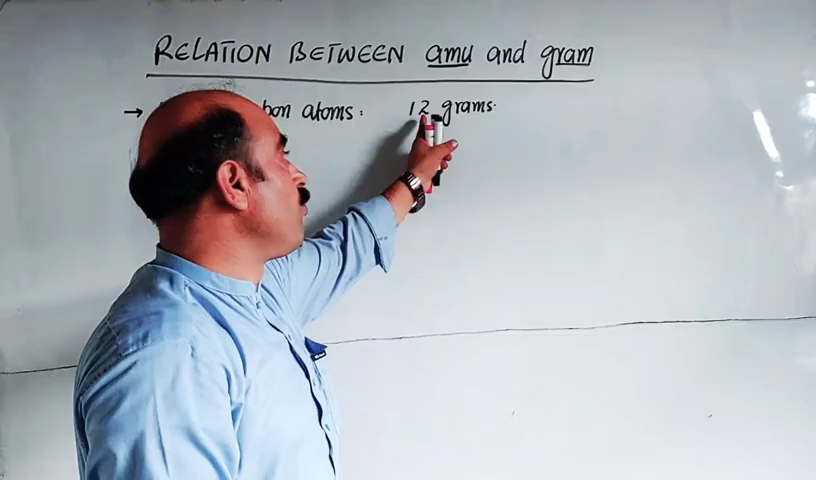 RELATION BETWEEN amu and gram
→ bon atoms: 12 grams.